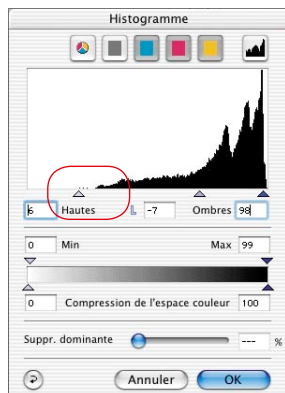 Histogramme
6 Hautes L -7 Ombres 98
0 Min Max 99
0 Compression de l'espace couleur 100
Suppr. dominante --- %
Annuler OK